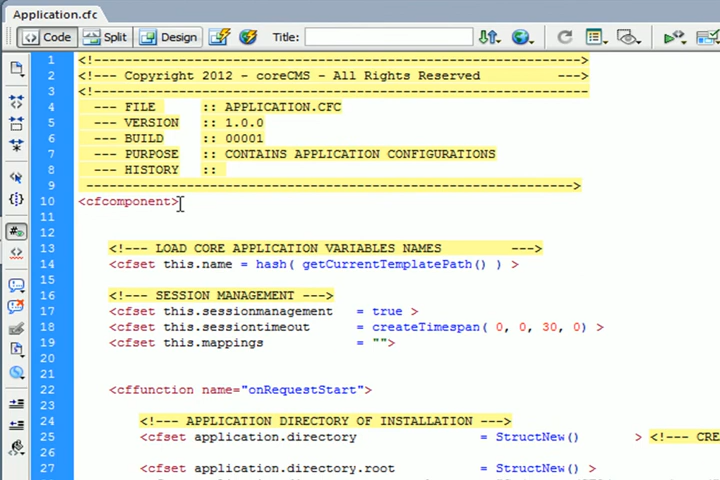 Application.cfc
Code Split Design Title:
1 <!---------------------------------------------------------------->
2 <!--- Copyright 2012 - coreCMS - All Rights Reserved --->
3 <!-----------------------------------------------------------------
4 --- FILE :: APPLICATION.CFC
5 --- VERSION :: 1.0.0
6 --- BUILD :: 00001
7 --- PURPOSE :: CONTAINS APPLICATION CONFIGURATIONS
8 --- HISTORY ::
9 --------------------------------------------------------------->
10 <cfcomponent>
11
12
13 <!--- LOAD CORE APPLICATION VARIABLES NAMES --->
14 <cfset this.name = hash( getCurrentTemplatePath() ) >
15
16 <!--- SESSION MANAGEMENT --->
17 <cfset this.sessionmanagement = true >
18 <cfset this.sessiontimeout = createTimespan( 0, 0, 30, 0) >
19 <cfset this.mappings = "">
20
21
22 <cffunction name="onRequestStart">
23
24 <!--- APPLICATION DIRECTORY OF INSTALLATION --->
25 <cfset application.directory = StructNew() > <!--- CRE
26
27 <cfset application.directory.root = StructNew() >